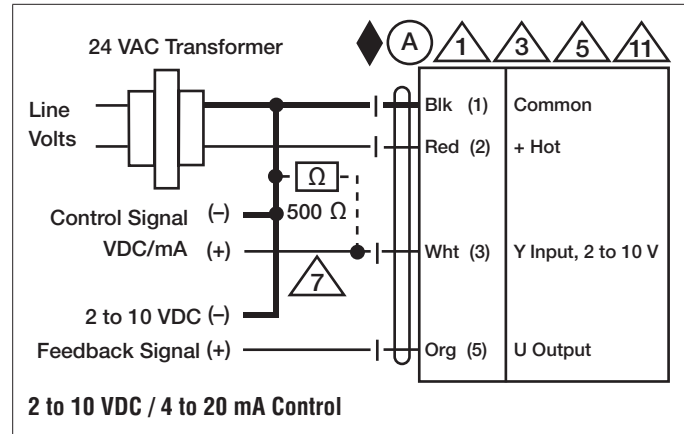 24 VAC Transformer
A 1 3 5 11
Line
Volts
Blk (1) Common
Red (2) + Hot
Ω
500 Ω
Control Signal (–)
VDC/mA (+)
7
Wht (3) Y Input, 2 to 10 V
2 to 10 VDC (–)
Feedback Signal (+)
Org (5) U Output
2 to 10 VDC / 4 to 20 mA Control